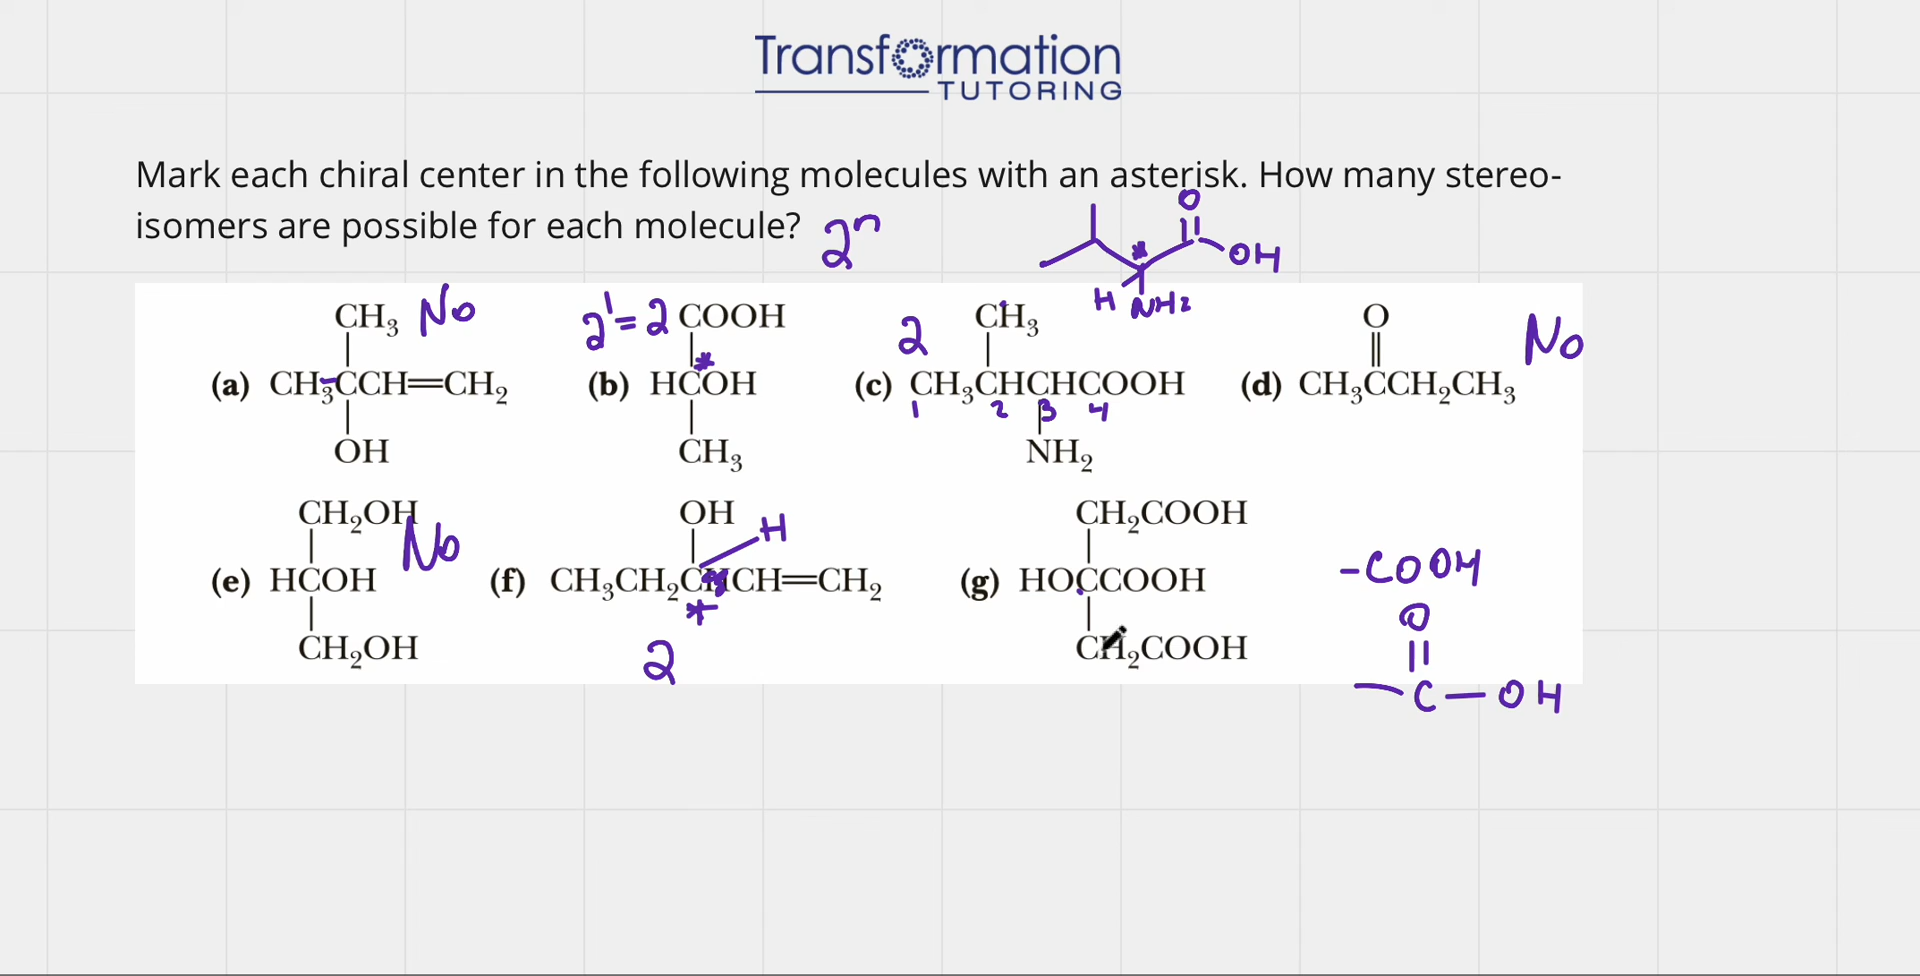 Transformation
TUTORING
Mark each chiral center in the following molecules with an asterisk. How many stereo-
isomers are possible for each molecule? 2ⁿ
O
OH
H NH₂
*
CH₃ No
(a) CH₃CCH=CH₂
OH
2¹=2 COOH
*
(b) HCOH
CH₃
2 CH₃
(c) CH₃CHCHCOOH
1 2 3 4
NH₂
O No
(d) CH₃CCH₂CH₃
CH₂OH No
(e) HCOH
CH₂OH
OH H
(f) CH₃CH₂CHCH=CH₂
*
2
CH₂COOH
(g) HOCCOOH
CH₂COOH
-COOH
O
C-OH